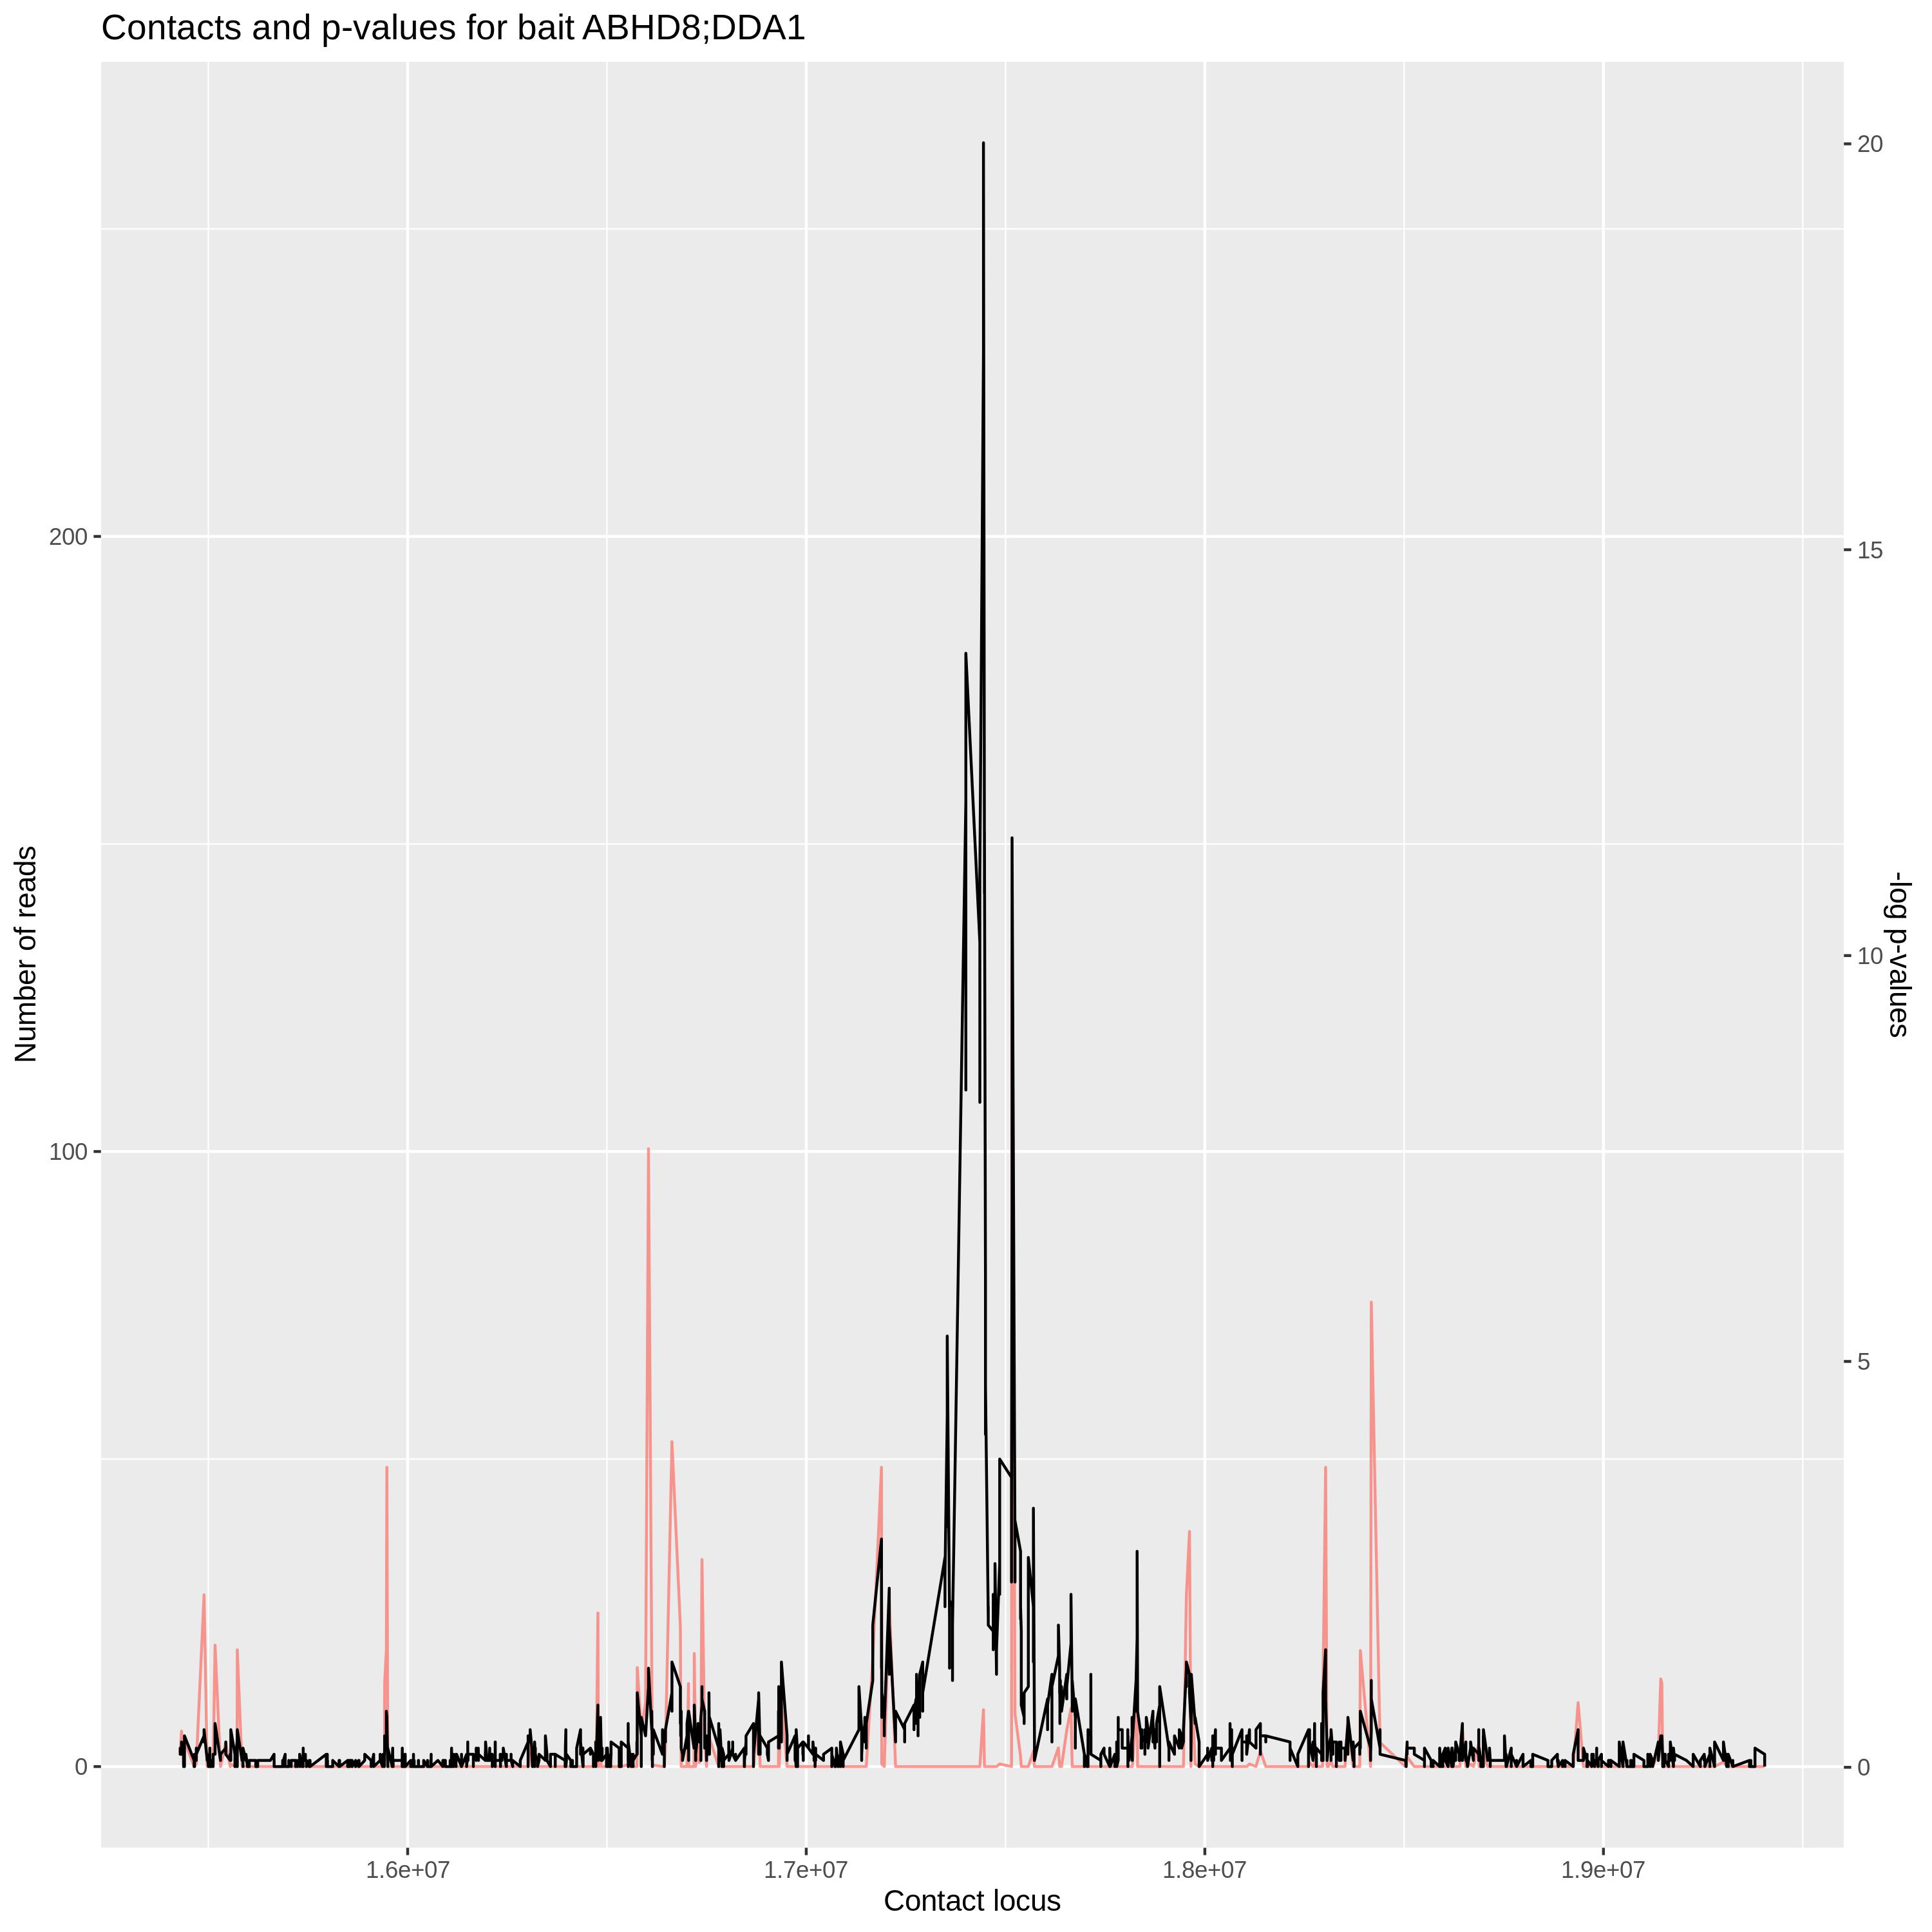 Contacts and p-values for bait ABHD8;DDA1
200
100
0
Number of reads
20
15
10
5
0
-log p-values
1.6e+07
1.7e+07
1.8e+07
1.9e+07
Contact locus